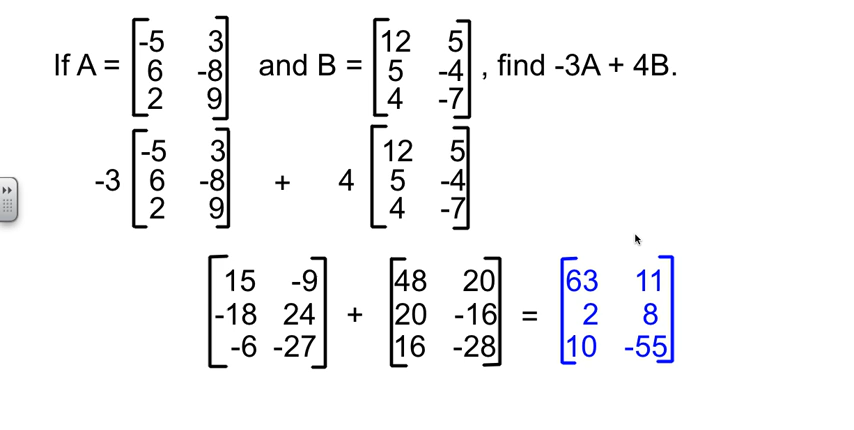 If A = [-5 3; 6 -8; 2 9] and B = [12 5; 5 -4; 4 -7], find -3A + 4B.
-3 [-5 3; 6 -8; 2 9] + 4 [12 5; 5 -4; 4 -7]
[15 -9; -18 24; -6 -27] + [48 20; 20 -16; 16 -28] = [63 11; 2 8; 10 -55]